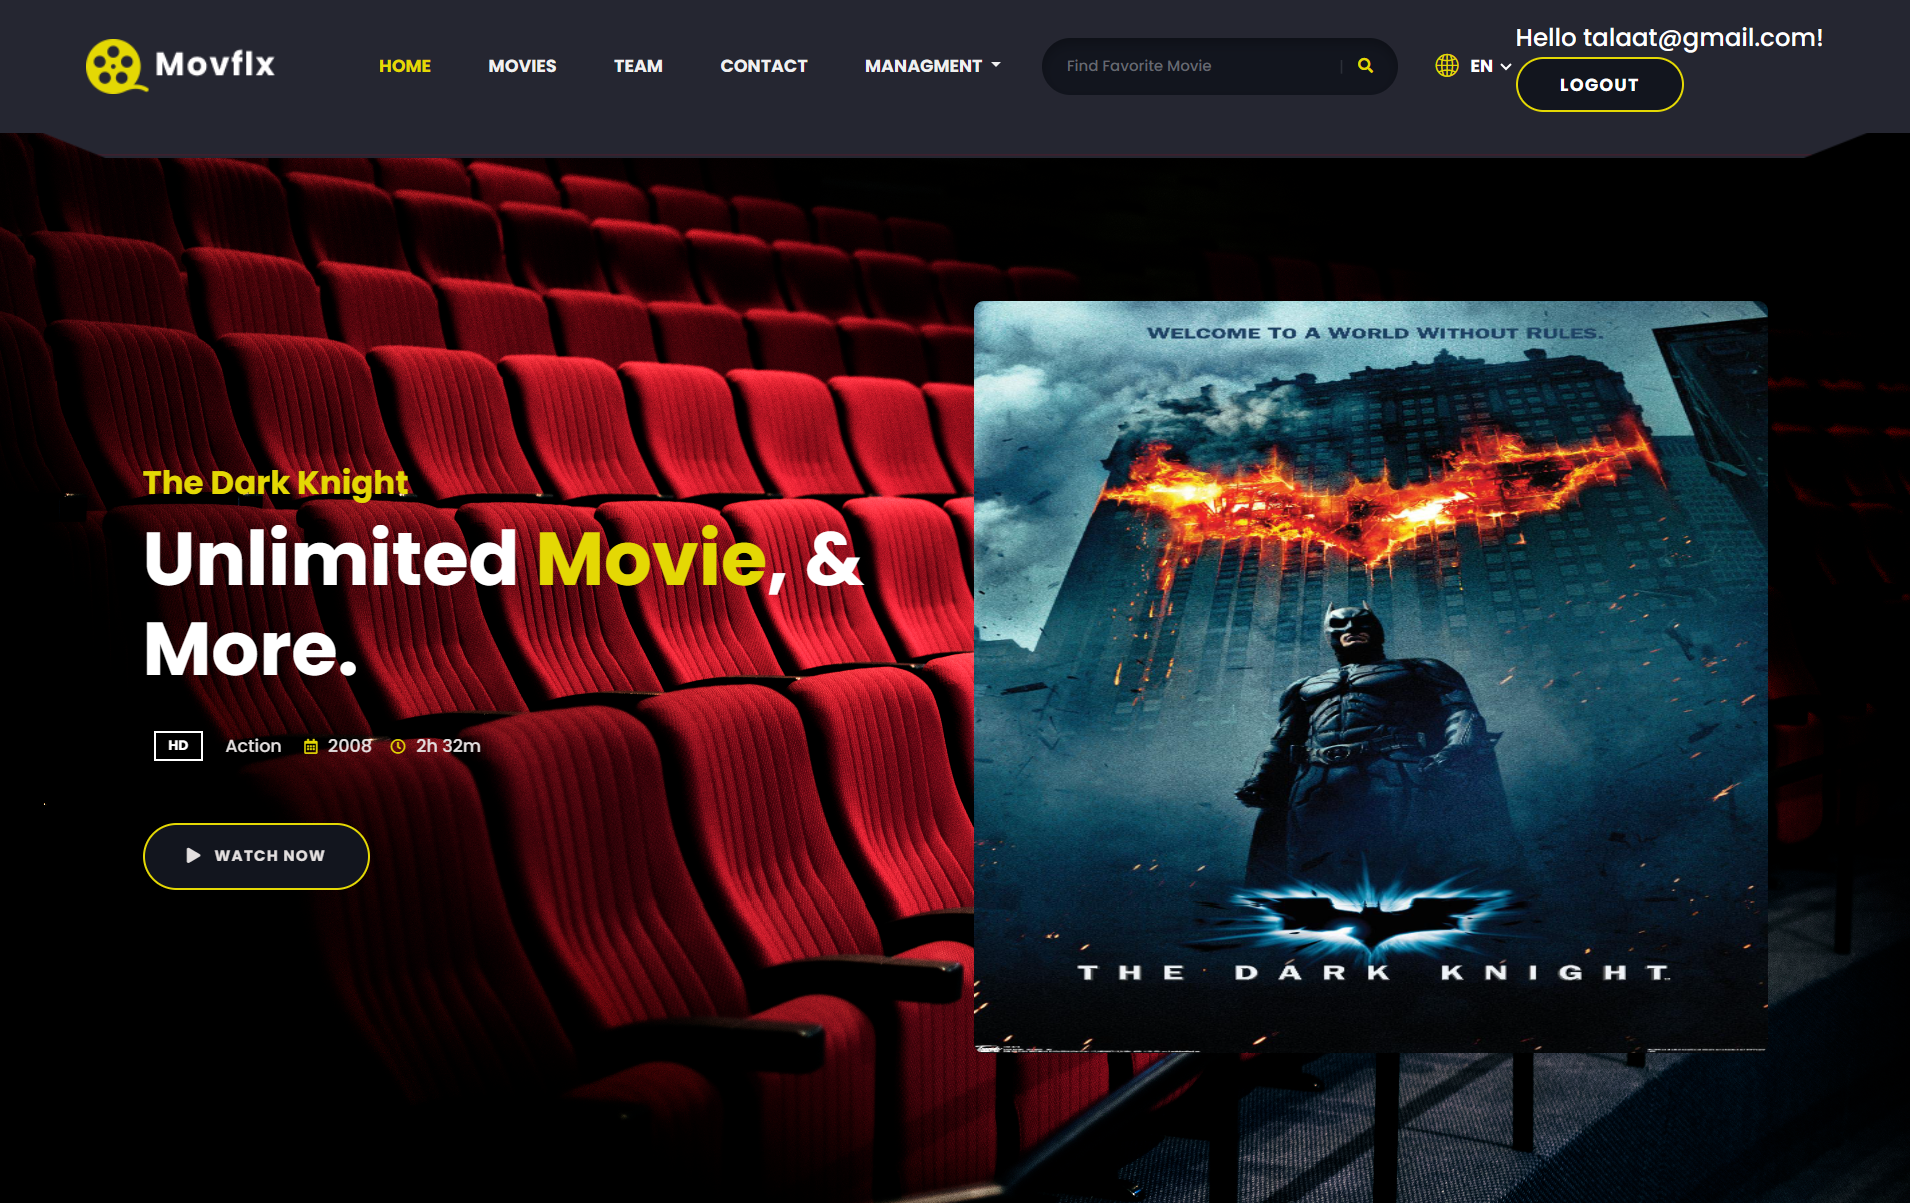 Movflx
HOME
MOVIES
TEAM
CONTACT
MANAGMENT
Find Favorite Movie
EN
Hello talaat@gmail.com!
LOGOUT
The Dark Knight
Unlimited Movie, &
More.
HD
Action
2008
2h 32m
WATCH NOW
WELCOME TO A WORLD WITHOUT RULES.
THE DARK KNIGHT